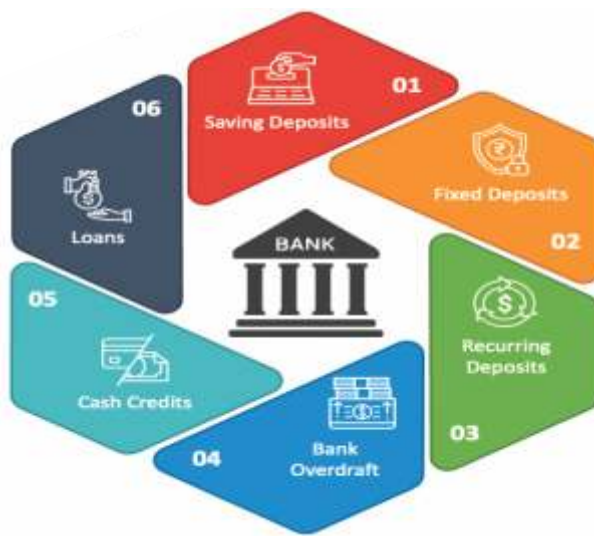 01
Saving Deposits
Fixed Deposits
02
Recurring
Deposits
03
Bank
Overdraft
04
05
Cash Credits
06
Loans
BANK